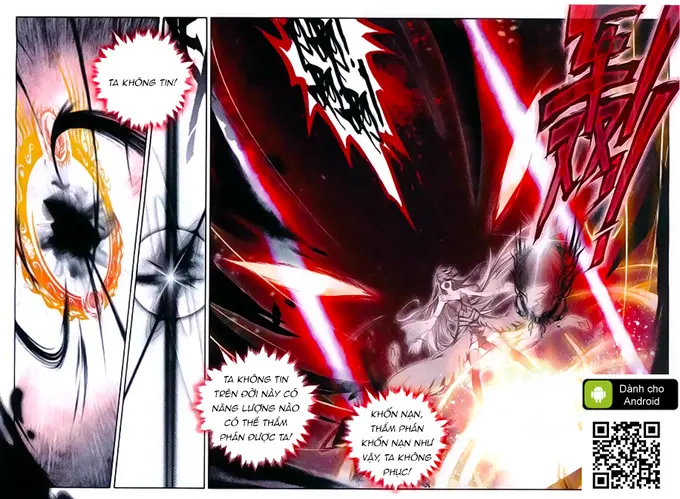 TA KHÔNG TIN!
TA KHÔNG TIN
TRÊN ĐỜI NÀY CÓ
NĂNG LƯỢNG NÀO
CÓ THỂ THẨM
PHÁN ĐƯỢC TA!
KHỐN NẠN,
THẨM PHÁN
KHỐN NẠN NHƯ
VẬY, TA KHÔNG
PHỤC!
Dành cho
Android